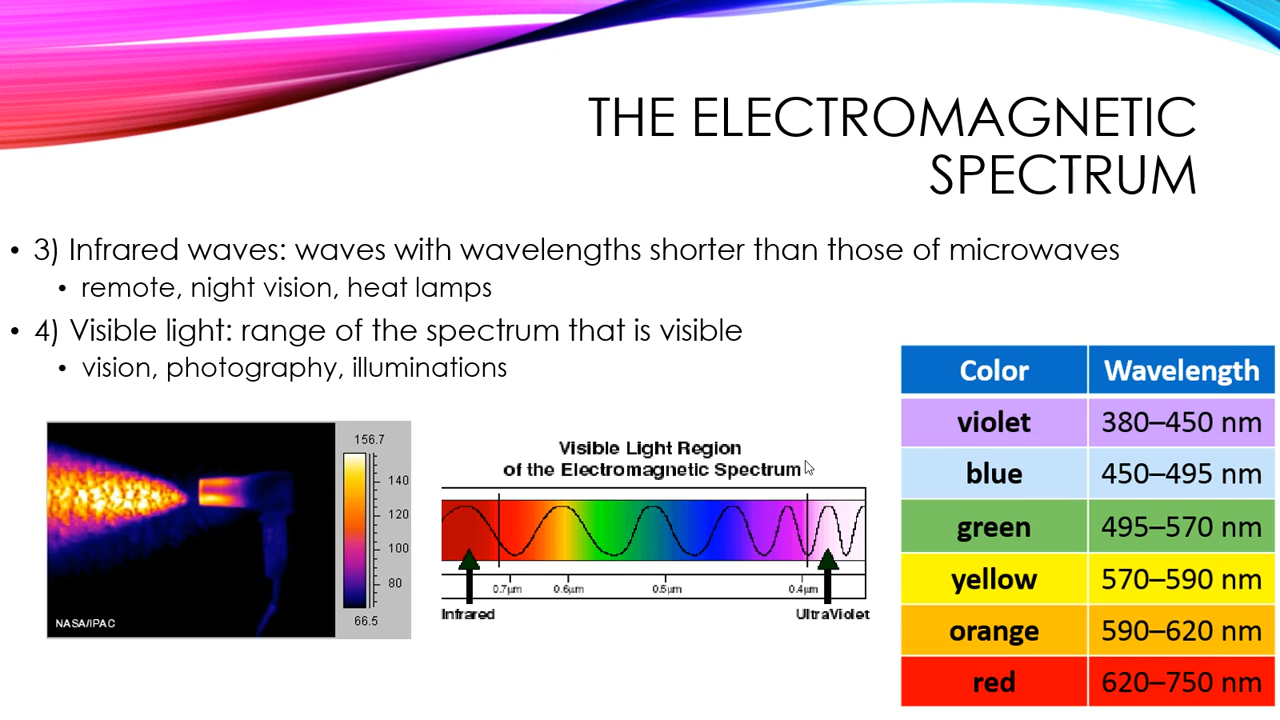 THE ELECTROMAGNETIC
SPECTRUM
• 3) Infrared waves: waves with wavelengths shorter than those of microwaves
• remote, night vision, heat lamps
• 4) Visible light: range of the spectrum that is visible
• vision, photography, illuminations
156.7
140
120
100
80
66.5
NASA/IPAC
Visible Light Region
of the Electromagnetic Spectrum
0.7µm 0.6µm 0.5µm 0.4µm
Infrared UltraViolet
Color Wavelength
violet 380–450 nm
blue 450–495 nm
green 495–570 nm
yellow 570–590 nm
orange 590–620 nm
red 620–750 nm